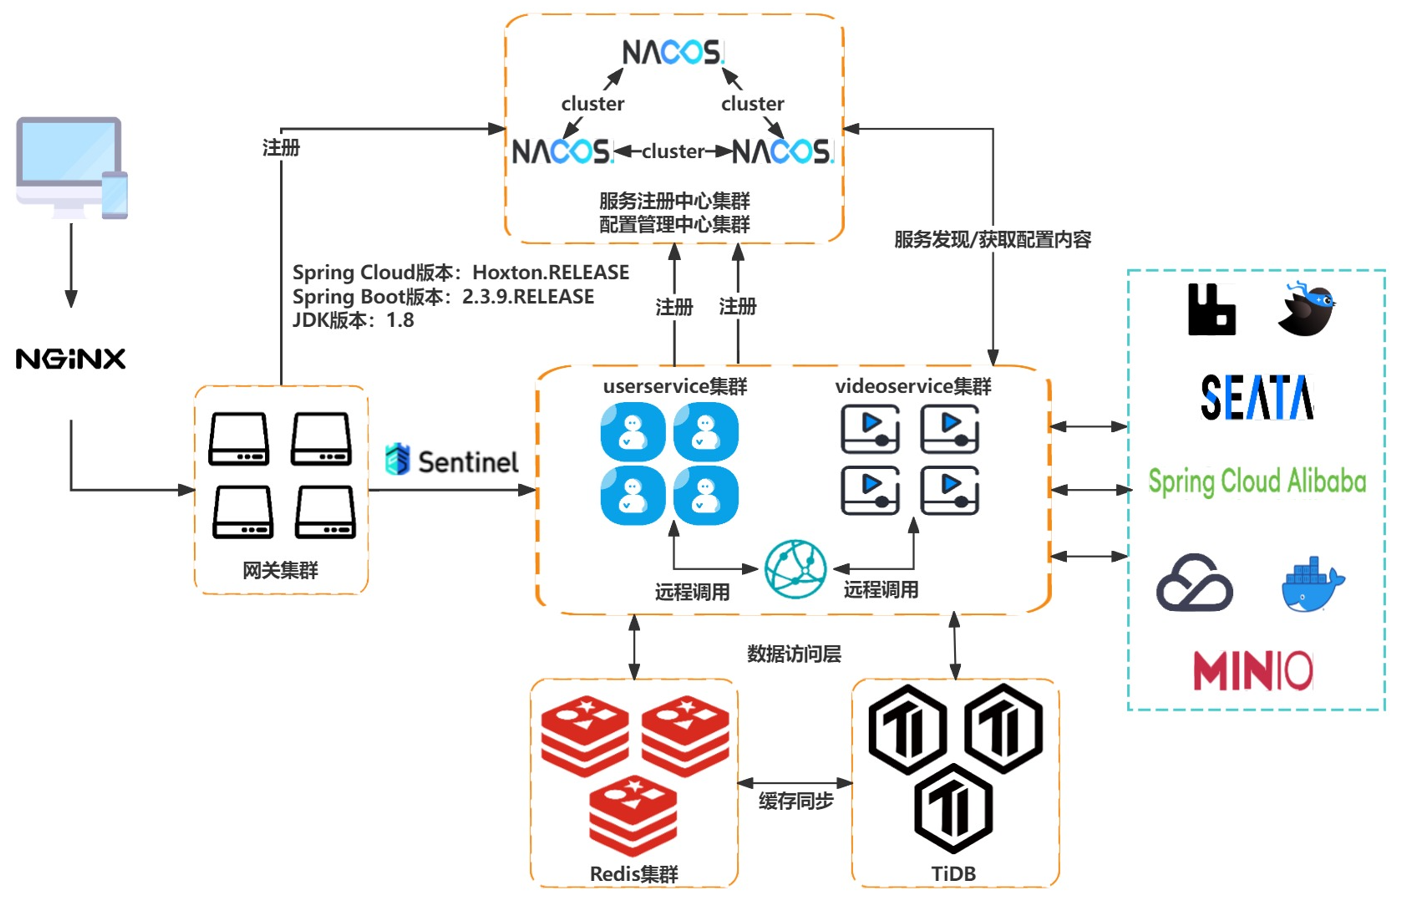 NACOS.
cluster
cluster
注册
NACOS.
cluster
NACOS.
服务注册中心集群
配置管理中心集群
服务发现/获取配置内容
Spring Cloud版本：Hoxton.RELEASE
Spring Boot版本：2.3.9.RELEASE
JDK版本：1.8
注册
注册
NGiNX
userservice集群
videoservice集群
SEATA
Sentinel
Spring Cloud Alibaba
网关集群
远程调用
远程调用
数据访问层
MINIO
缓存同步
Redis集群
TiDB